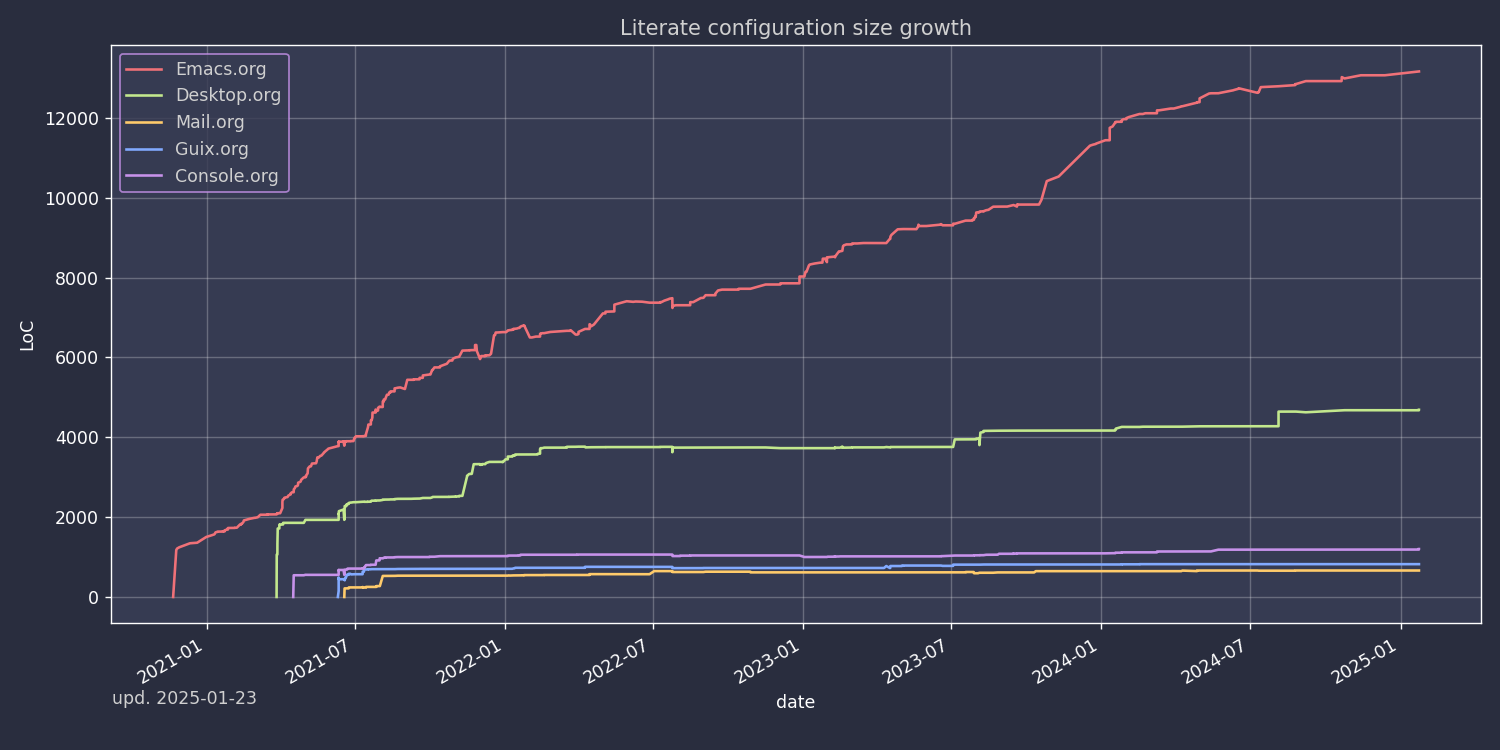 Literate configuration size growth
Emacs.org
Desktop.org
Mail.org
Guix.org
Console.org
LoC
12000
10000
8000
6000
4000
2000
0
2021-01
2021-07
2022-01
2022-07
2023-01
2023-07
2024-01
2024-07
2025-01
date
upd. 2025-01-23